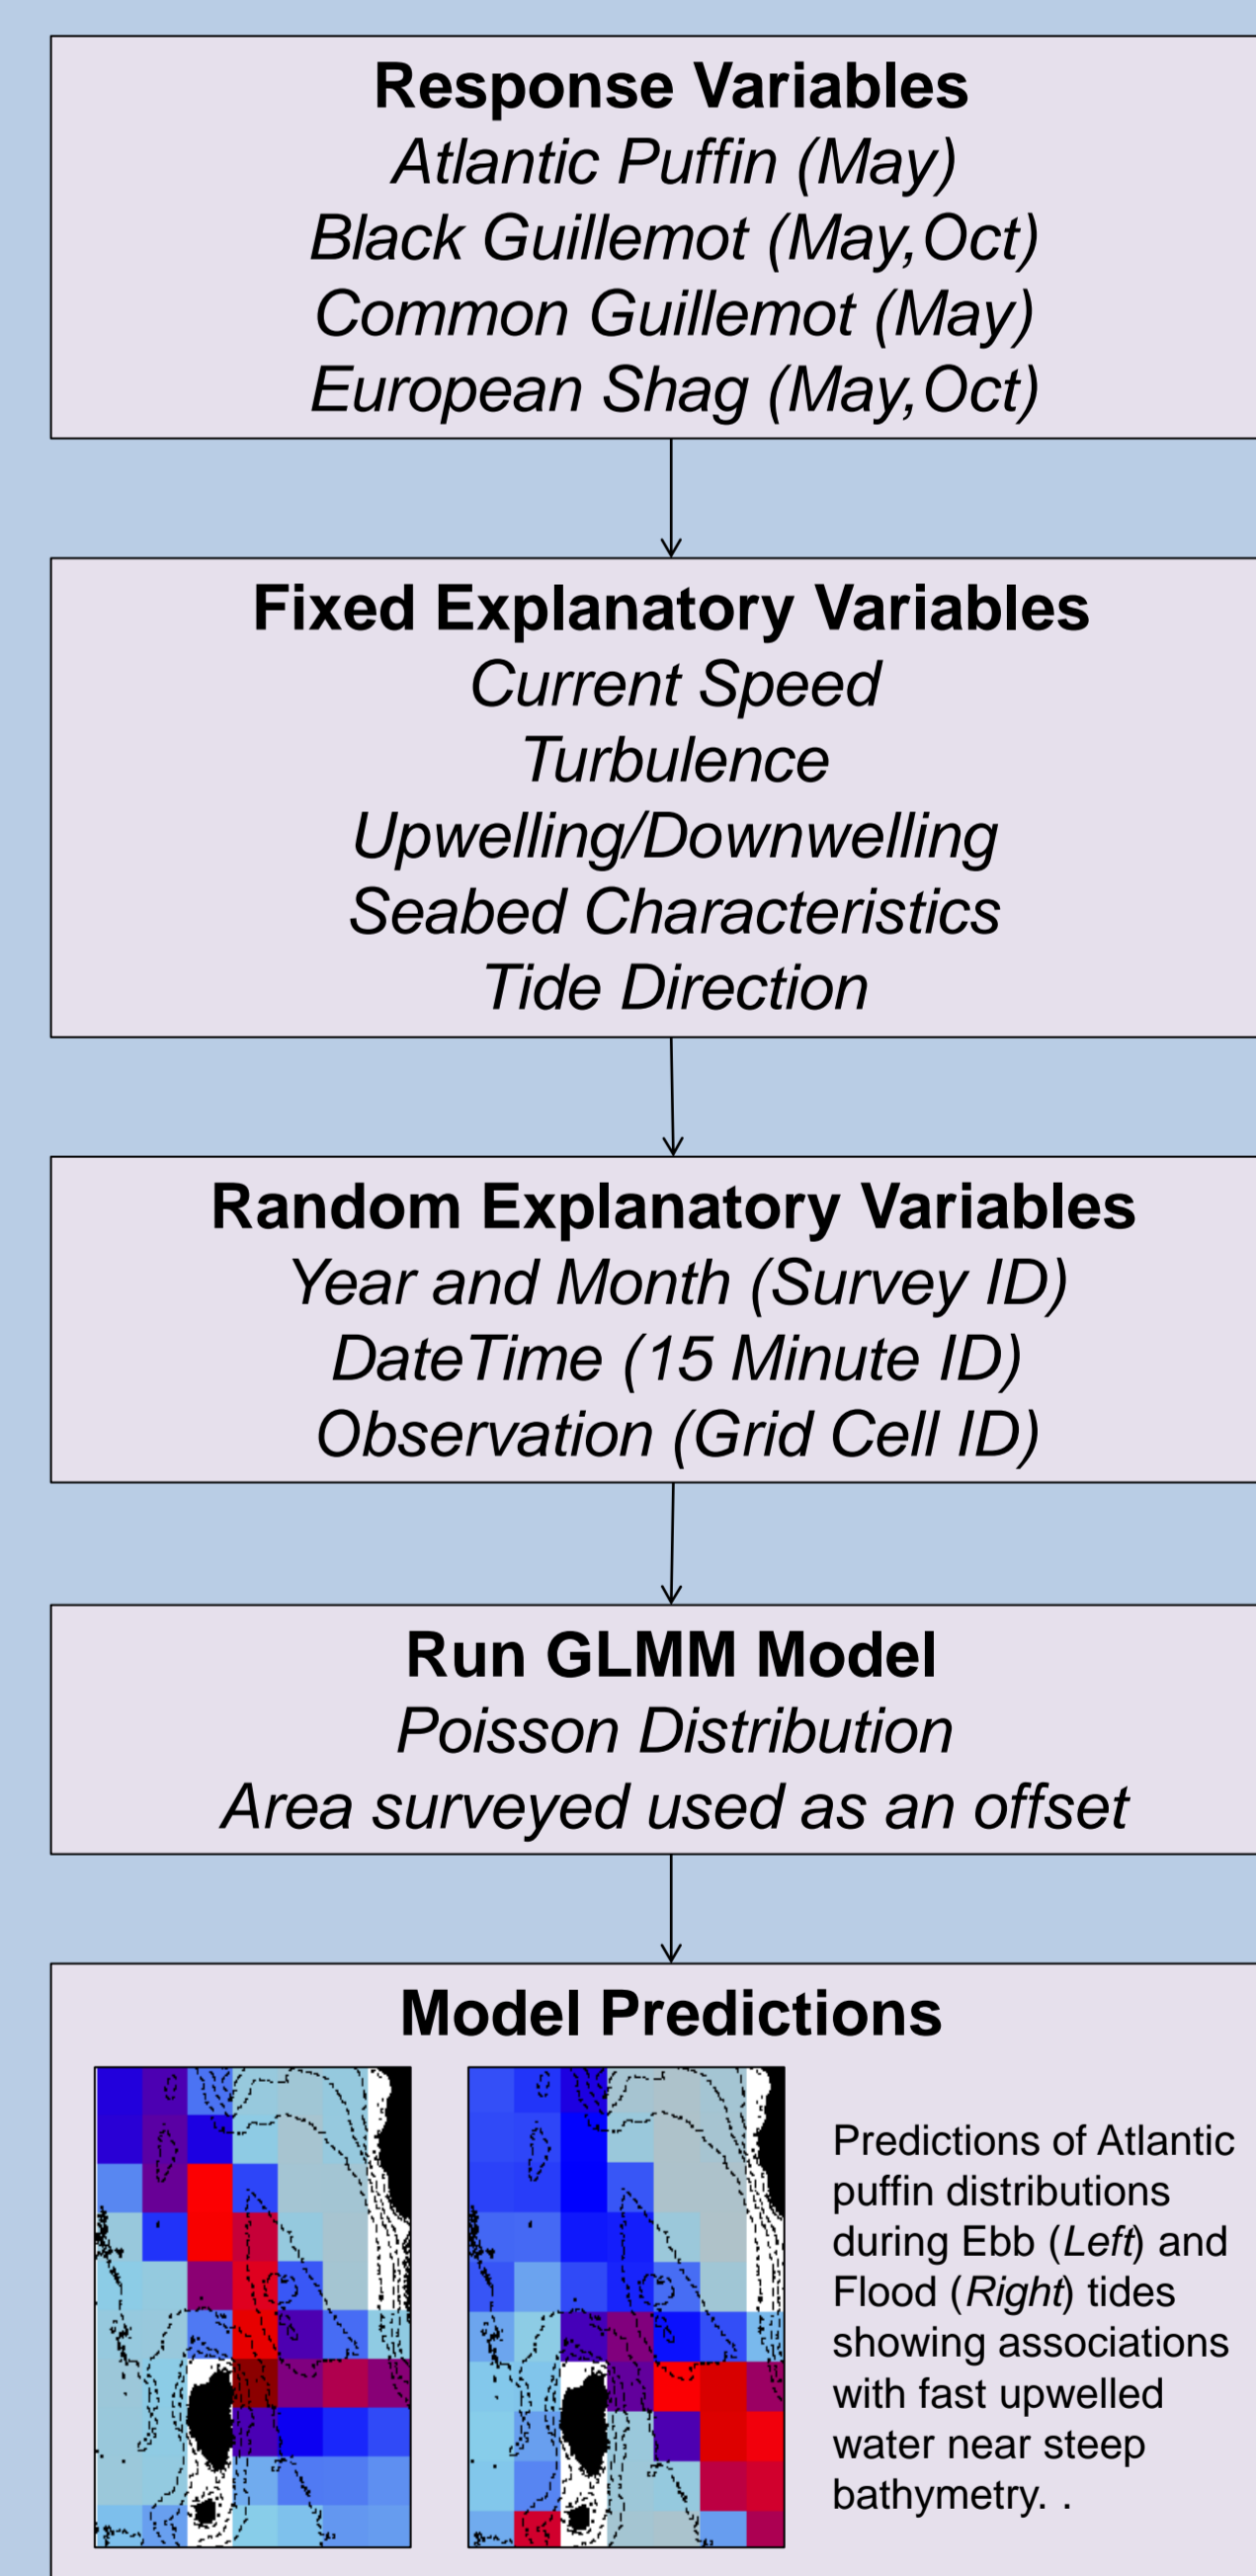 Response Variables
Atlantic Puffin (May)
Black Guillemot (May,Oct)
Common Guillemot (May)
European Shag (May,Oct)
Fixed Explanatory Variables
Current Speed
Turbulence
Upwelling/Downwelling
Seabed Characteristics
Tide Direction
Random Explanatory Variables
Year and Month (Survey ID)
DateTime (15 Minute ID)
Observation (Grid Cell ID)
Run GLMM Model
Poisson Distribution
Area surveyed used as an offset
Model Predictions
Predictions of Atlantic
puffin distributions
during Ebb (Left) and
Flood (Right) tides
showing associations
with fast upwelled
water near steep
bathymetry. .